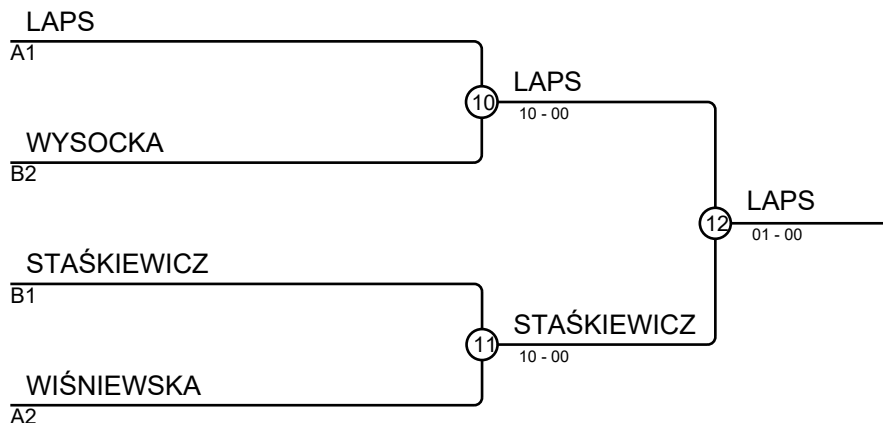 LAPS
A1
10
LAPS
10 - 00
WYSOCKA
B2
12
LAPS
01 - 00
STAŚKIEWICZ
B1
11
STAŚKIEWICZ
10 - 00
WIŚNIEWSKA
A2